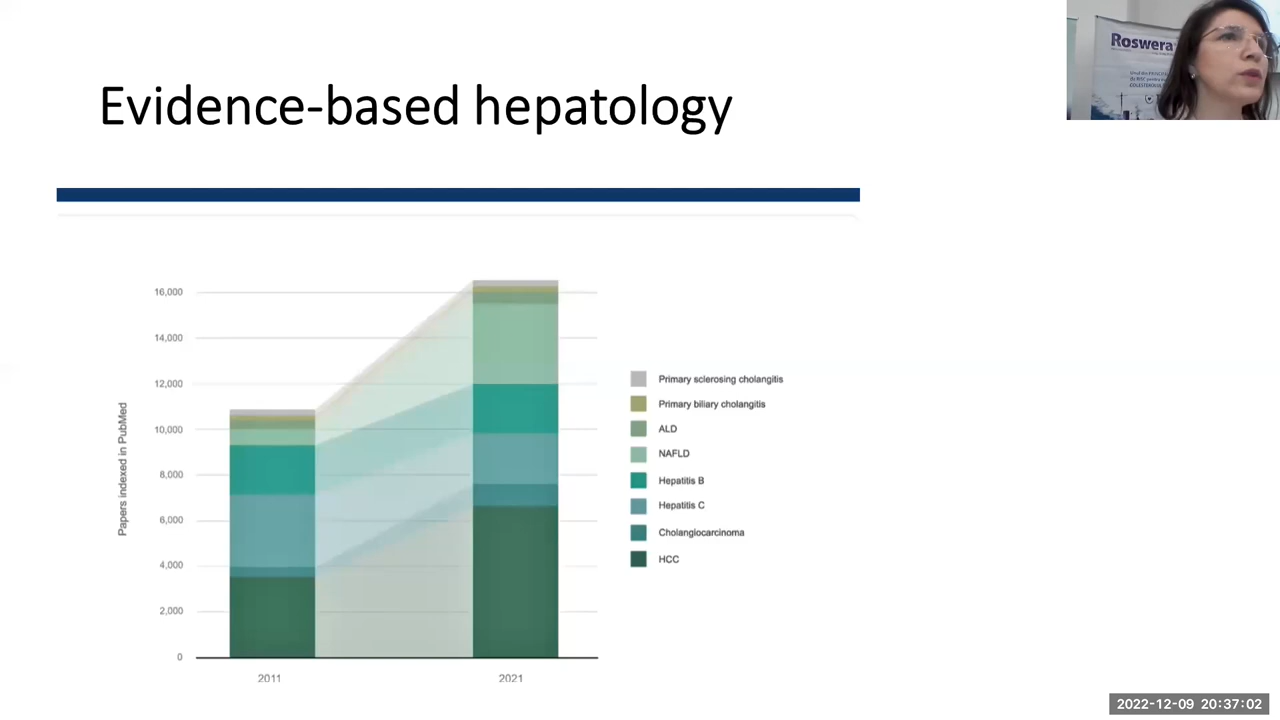 Evidence-based hepatology
Roswera
16,000
14,000
12,000
10,000
8,000
6,000
4,000
2,000
0
Papers indexed in PubMed
2011
2021
Primary sclerosing cholangitis
Primary biliary cholangitis
ALD
NAFLD
Hepatitis B
Hepatitis C
Cholangiocarcinoma
HCC
2022-12-09 20:37:02